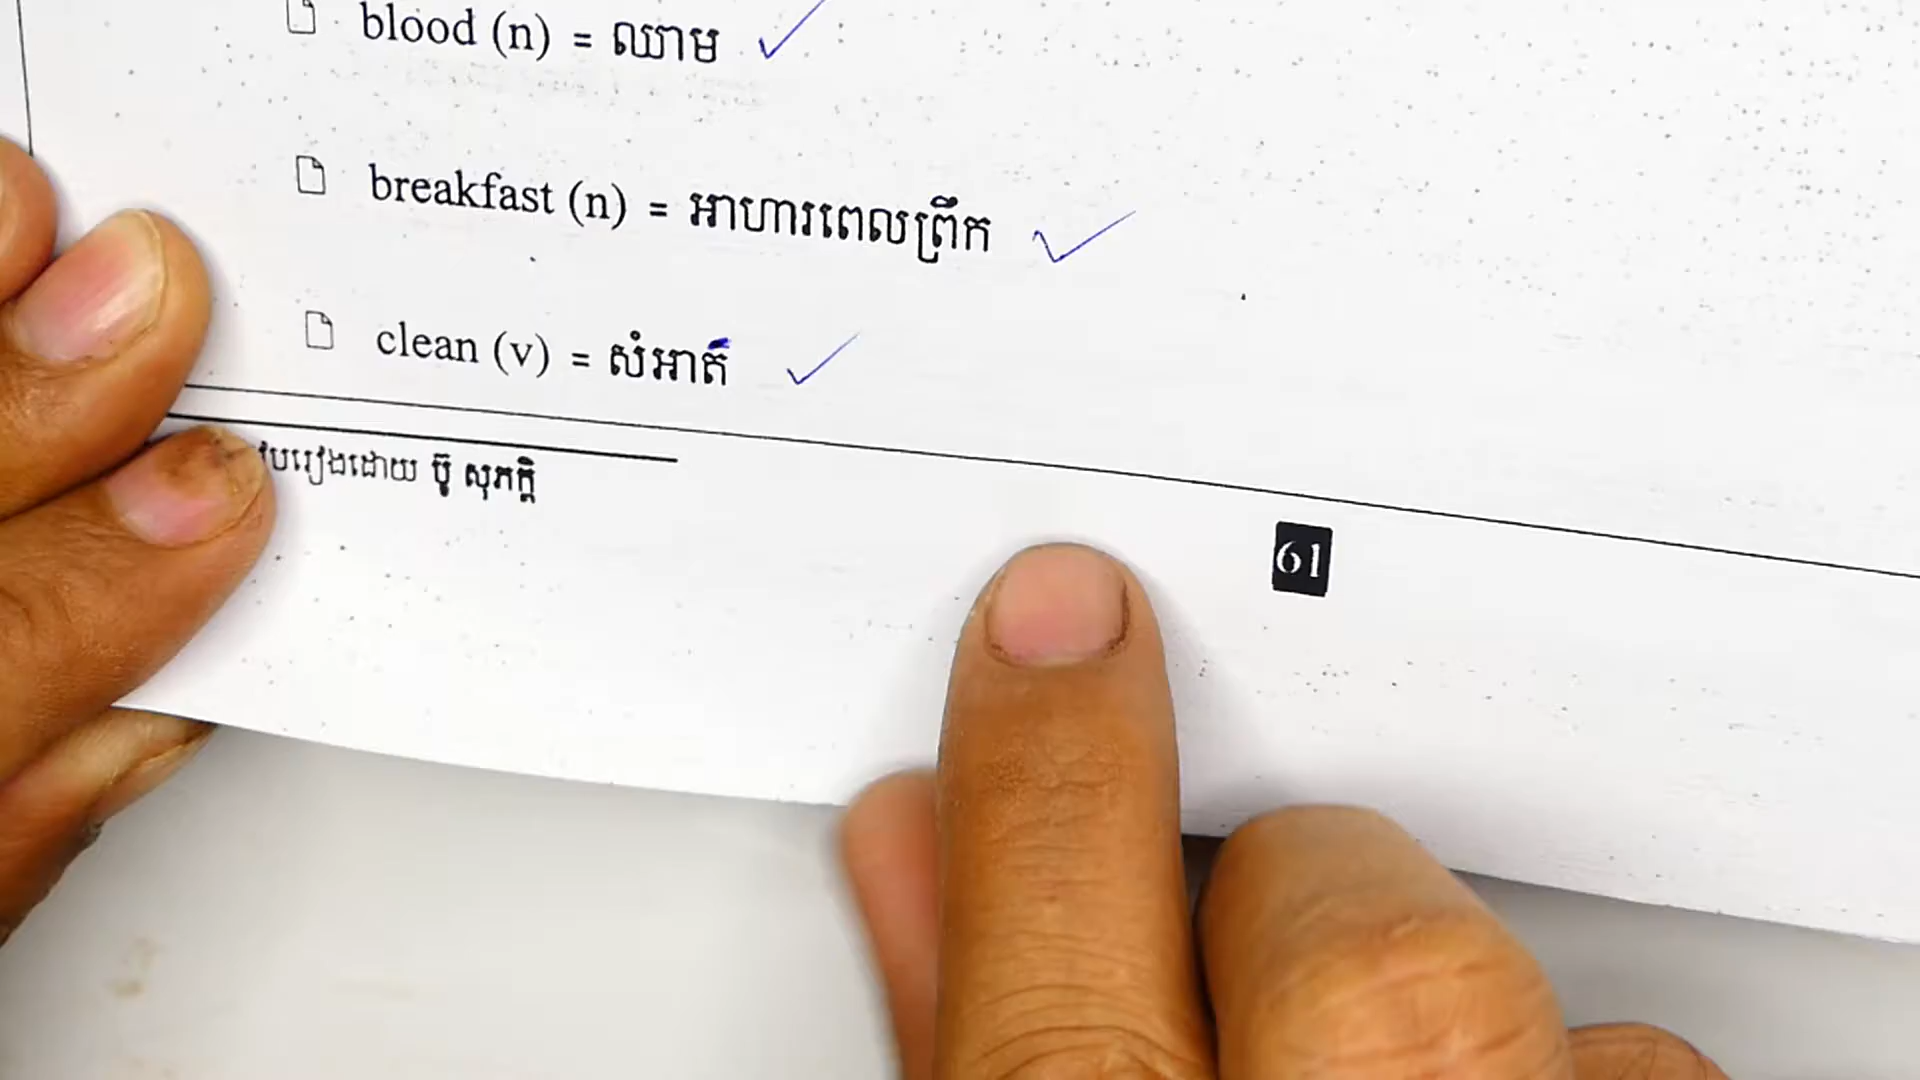 blood (n) = ឈាម
breakfast (n) = អាហារពេលព្រឹក
clean (v) = សំអាត
រៀបរៀងដោយ ប៊ូ សុភក្ដី
61